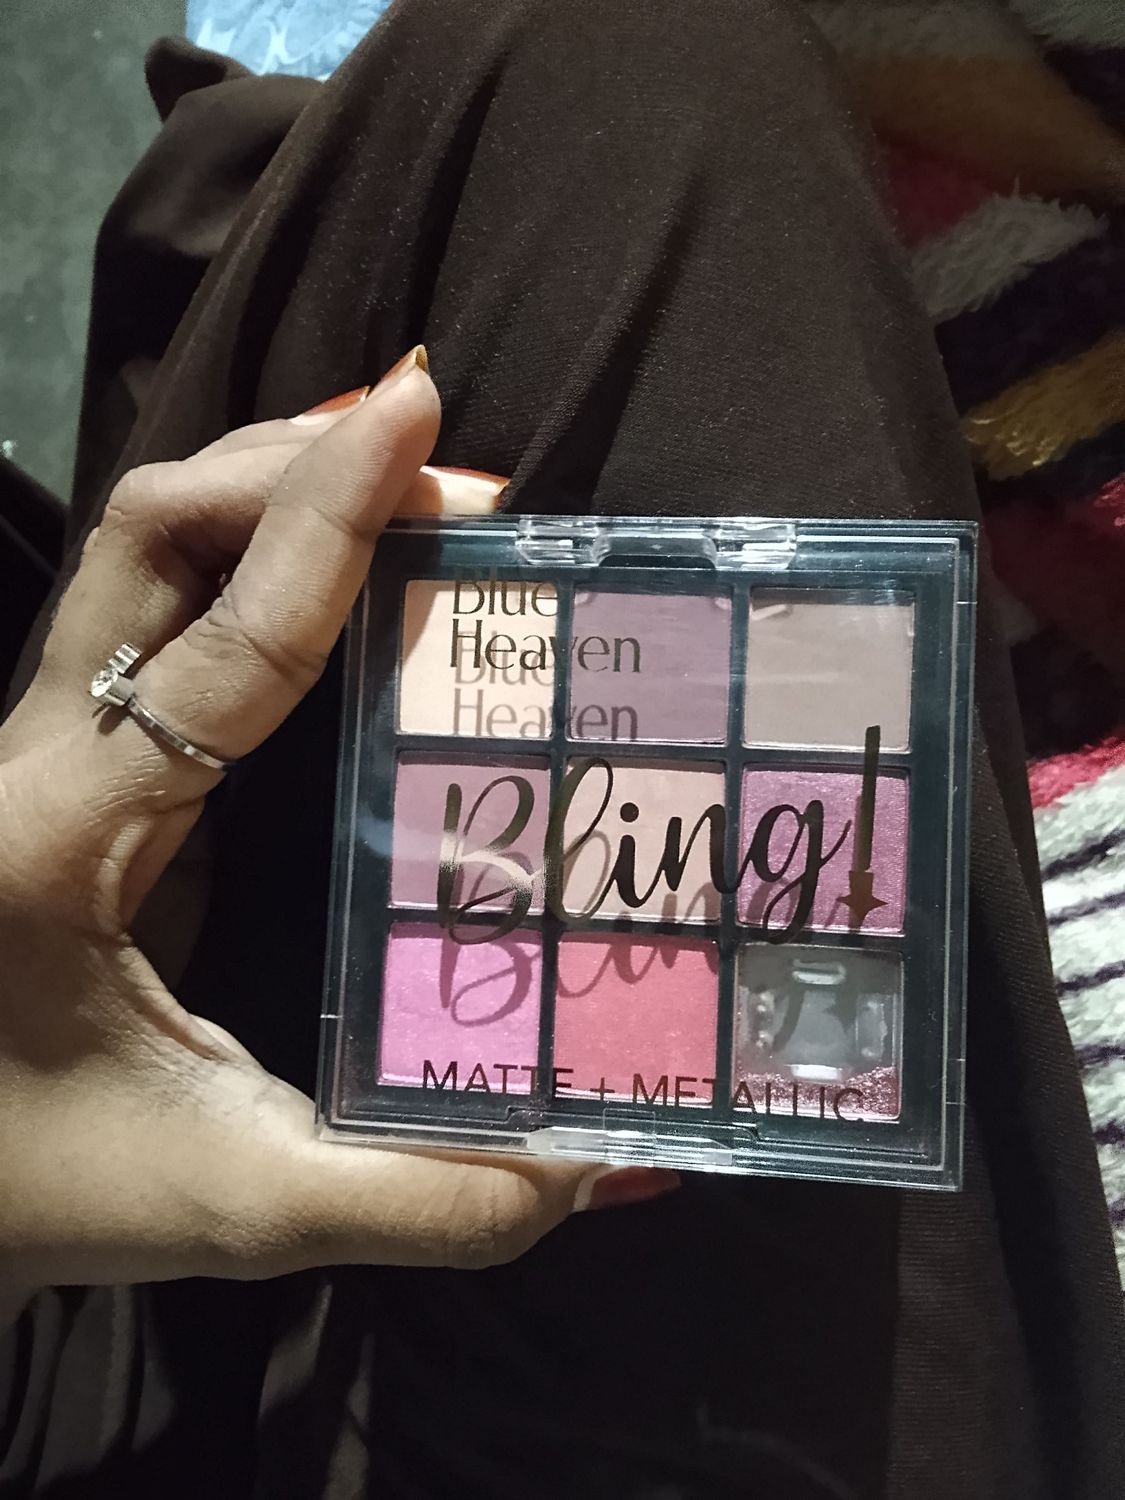 Blue
Heaven
Bling!
MATTE + METALLIC